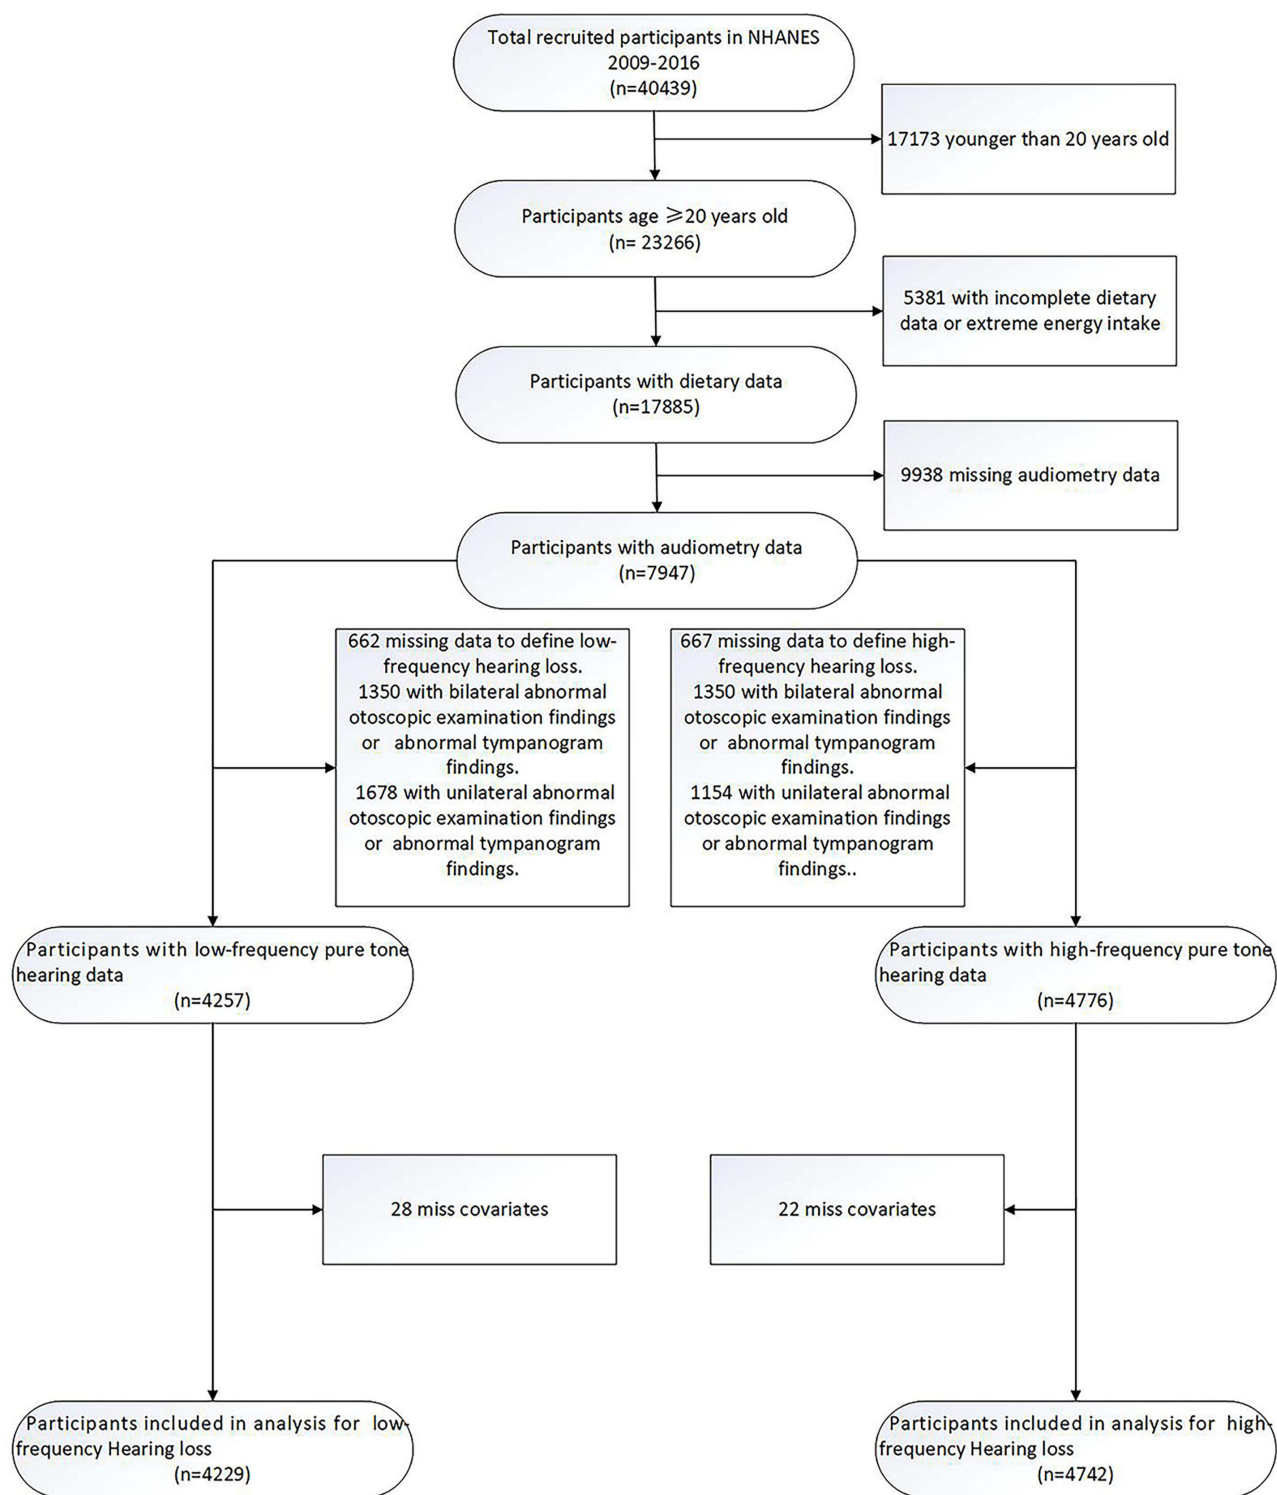 Total recruited participants in NHANES
2009-2016
(n=40439)
17173 younger than 20 years old
Participants age ≥20 years old
(n= 23266)
5381 with incomplete dietary
data or extreme energy intake
Participants with dietary data
(n=17885)
9938 missing audiometry data
Participants with audiometry data
(n=7947)
662 missing data to define low-
frequency hearing loss.
1350 with bilateral abnormal
otoscopic examination findings
or abnormal tympanogram
findings.
1678 with unilateral abnormal
otoscopic examination findings
or abnormal tympanogram
findings.
667 missing data to define high-
frequency hearing loss.
1350 with bilateral abnormal
otoscopic examination findings
or abnormal tympanogram
findings.
1154 with unilateral abnormal
otoscopic examination findings
or abnormal tympanogram
findings..
Participants with low-frequency pure tone
hearing data
(n=4257)
Participants with high-frequency pure tone
hearing data
(n=4776)
28 miss covariates
22 miss covariates
Participants included in analysis for low-
frequency Hearing loss
(n=4229)
Participants included in analysis for high-
frequency Hearing loss
(n=4742)